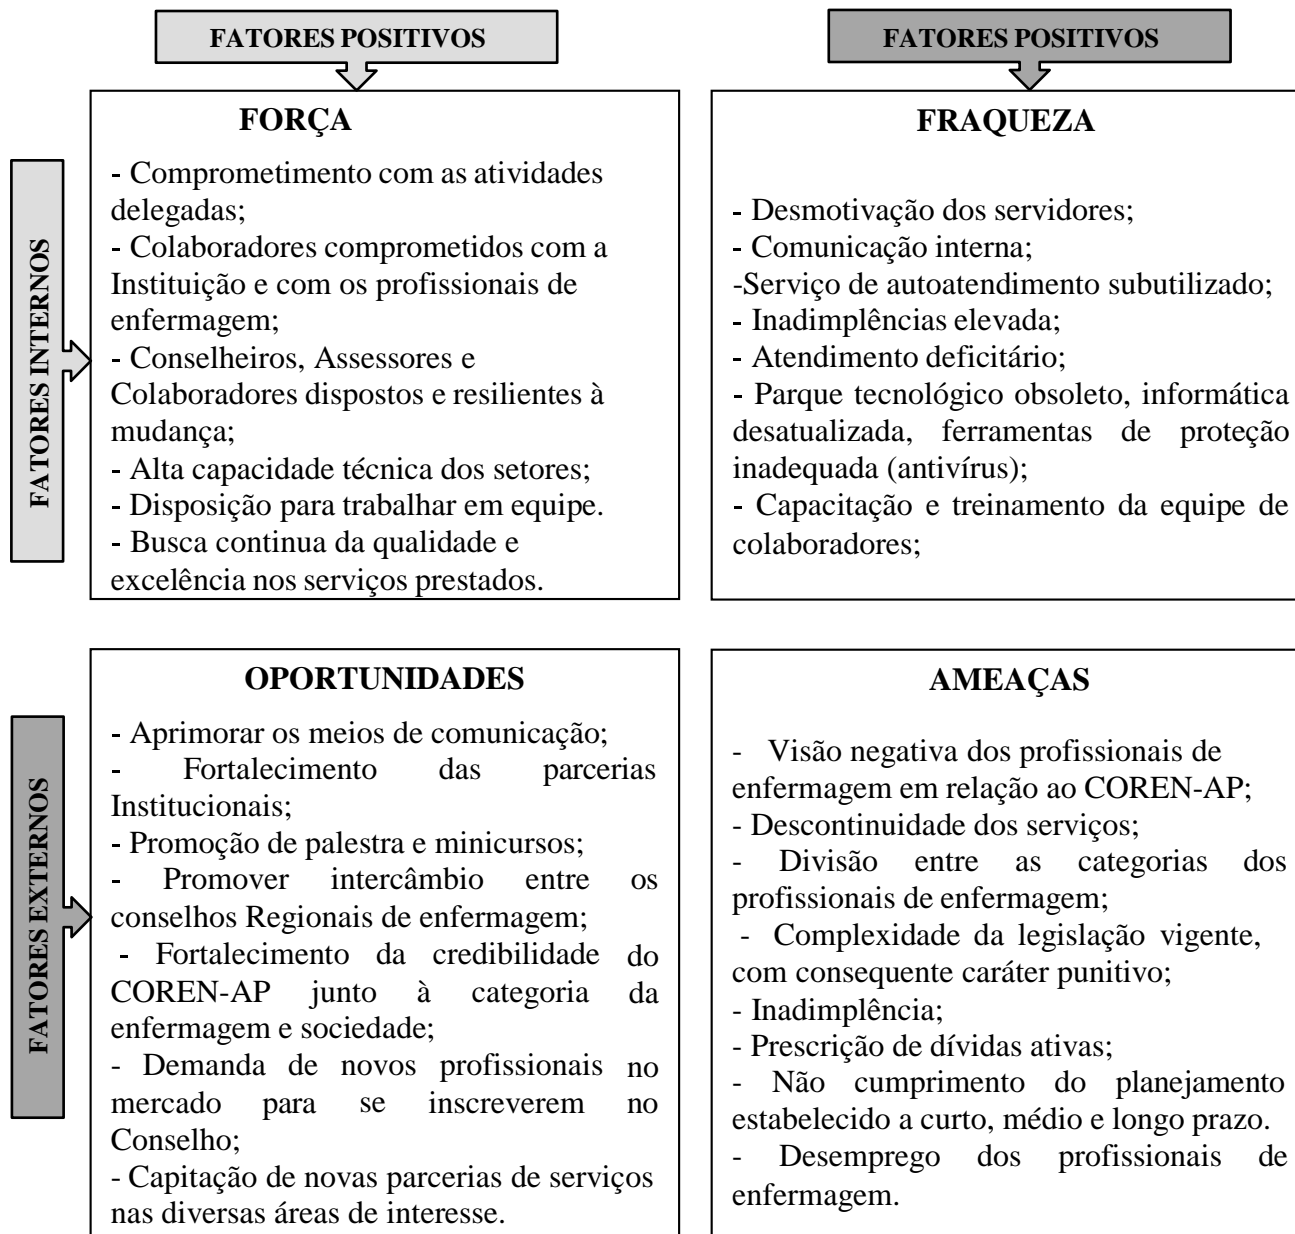 FATORES POSITIVOS
FATORES POSITIVOS
FATORES INTERNOS
FORÇA
- Comprometimento com as atividades
delegadas;
- Colaboradores comprometidos com a
Instituição e com os profissionais de
enfermagem;
- Conselheiros, Assessores e
Colaboradores dispostos e resilientes à
mudança;
- Alta capacidade técnica dos setores;
- Disposição para trabalhar em equipe.
- Busca continua da qualidade e
excelência nos serviços prestados.
FRAQUEZA
- Desmotivação dos servidores;
- Comunicação interna;
-Serviço de autoatendimento subutilizado;
- Inadimplências elevada;
- Atendimento deficitário;
- Parque tecnológico obsoleto, informática
desatualizada, ferramentas de proteção
inadequada (antivírus);
- Capacitação e treinamento da equipe de
colaboradores;
FATORES EXTERNOS
OPORTUNIDADES
- Aprimorar os meios de comunicação;
- Fortalecimento das parcerias
Institucionais;
- Promoção de palestra e minicursos;
- Promover intercâmbio entre os
conselhos Regionais de enfermagem;
- Fortalecimento da credibilidade do
COREN-AP junto à categoria da
enfermagem e sociedade;
- Demanda de novos profissionais no
mercado para se inscreverem no
Conselho;
- Capitação de novas parcerias de serviços
nas diversas áreas de interesse.
AMEAÇAS
- Visão negativa dos profissionais de
enfermagem em relação ao COREN-AP;
- Descontinuidade dos serviços;
- Divisão entre as categorias dos
profissionais de enfermagem;
- Complexidade da legislação vigente,
com consequente caráter punitivo;
- Inadimplência;
- Prescrição de dívidas ativas;
- Não cumprimento do planejamento
estabelecido a curto, médio e longo prazo.
- Desemprego dos profissionais de
enfermagem.